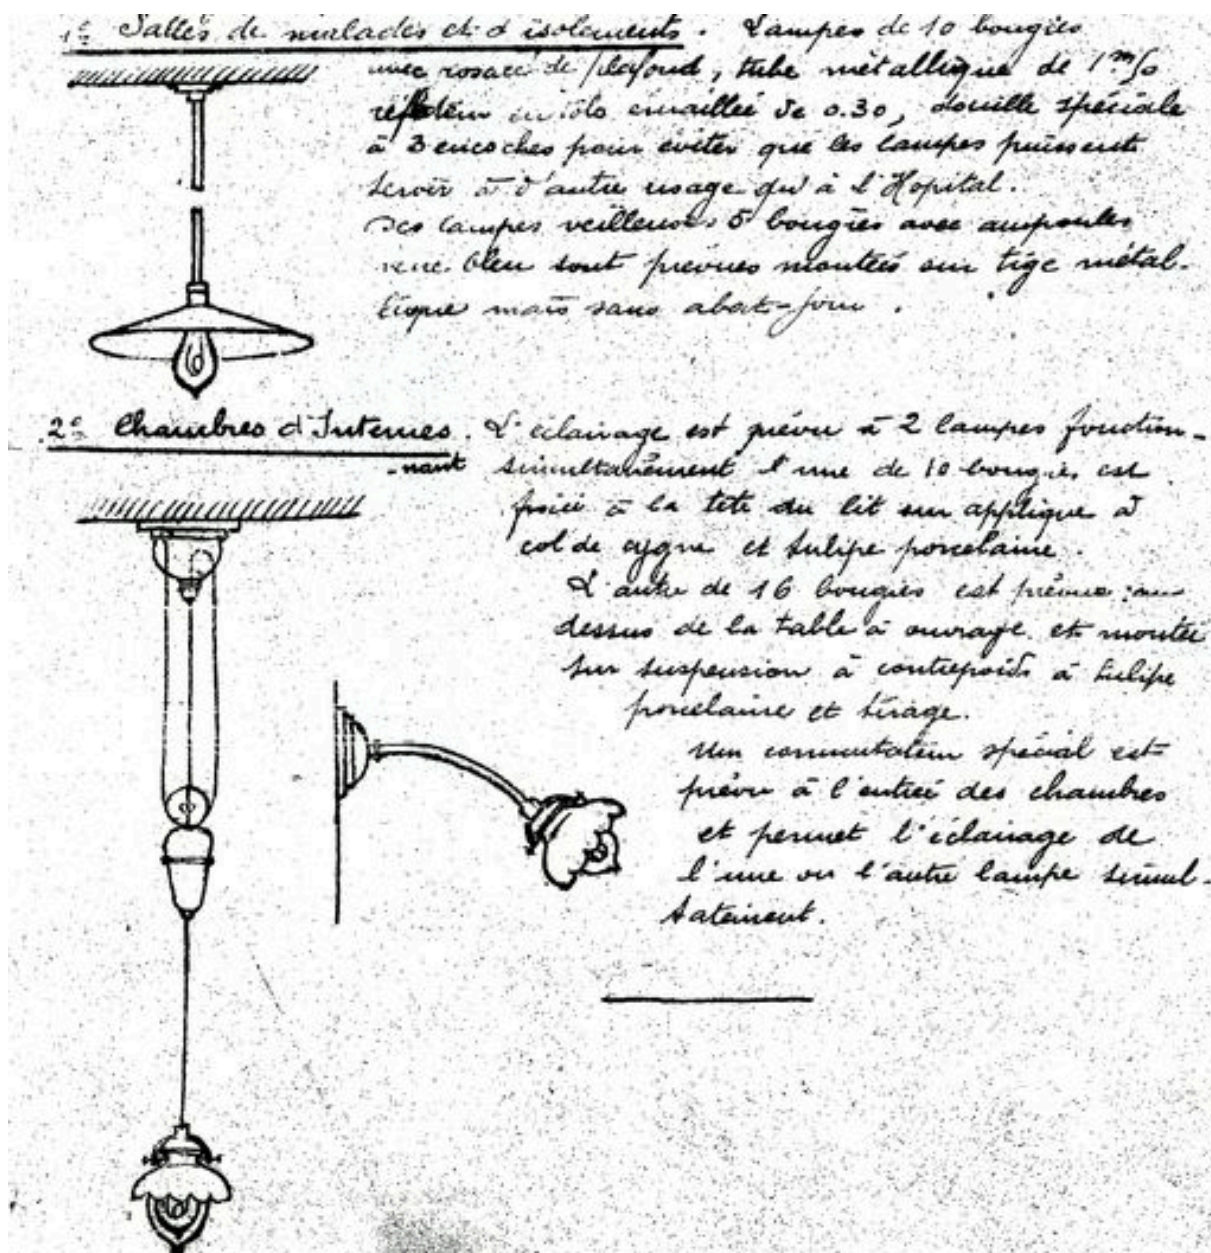 1º Salles de malades et d'isolements. Lampes de 10 bougies
avec rosace de plafond, tube métallique de 1m50
réflecteur en tôle émaillée de 0.30, douille spéciale
à 3 encoches pour éviter que les lampes puissent
servir à d'autre usage qu'à l'Hopital.
Des lampes veilleuses 5 bougies avec ampoules
verre bleu sont prévues montées sur tige métal-
lique mais sans abat-jour.
2º Chambres d'Internes. L'éclairage est prévu à 2 lampes fonction-
-nant simultanément l'une de 10 bougies est
fixée à la tête du lit sur applique à
col de cygne et tulipe porcelaine.
L'autre de 16 bougies est prévue au
dessus de la table à ouvrage et montée
sur suspension à contrepoids à tulipe
porcelaine et tirage.
Un commutateur spécial est
prévu à l'entrée des chambres
et permet l'éclairage de
l'une ou l'autre lampe simul-
tatément.